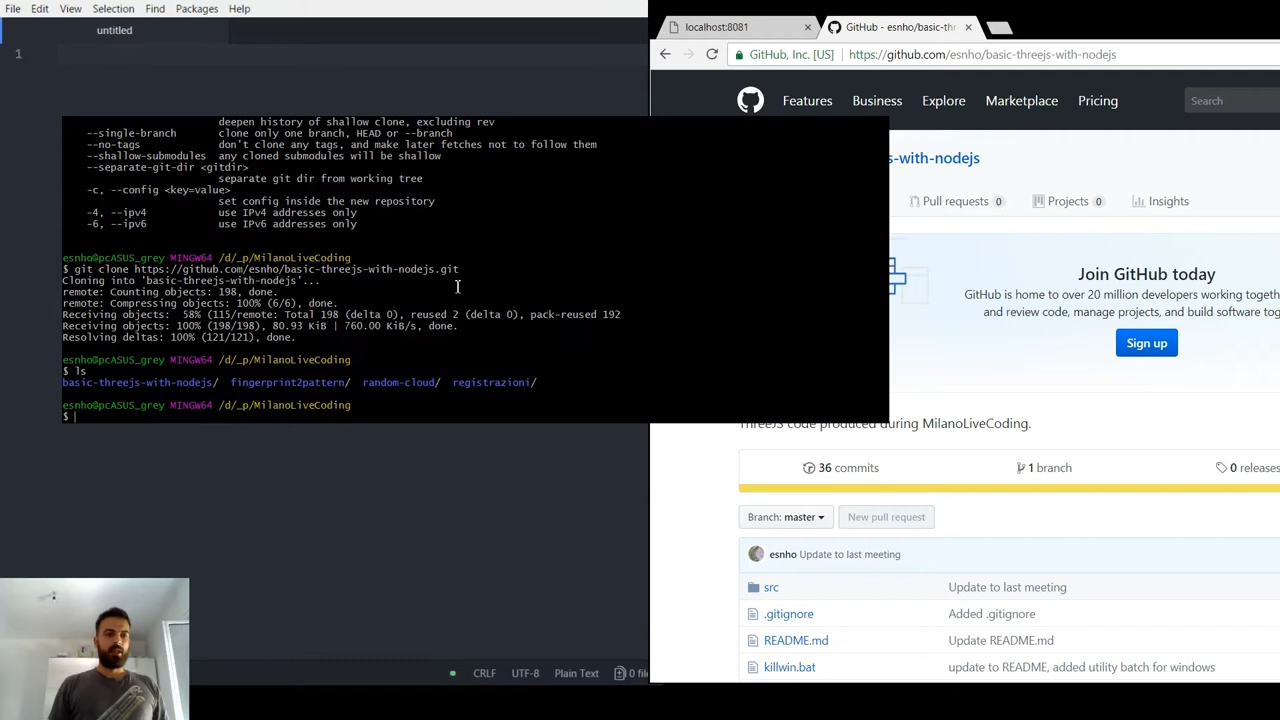 File Edit View Selection Find Packages Help
untitled
1
deepen history of shallow clone, excluding rev
--single-branch clone only one branch, HEAD or --branch
--no-tags don't clone any tags, and make later fetches not to follow them
--shallow-submodules any cloned submodules will be shallow
--separate-git-dir <gitdir>
separate git dir from working tree
-c, --config <key=value>
set config inside the new repository
-4, --ipv4 use IPv4 addresses only
-6, --ipv6 use IPv6 addresses only
esnho@pcASUS_grey MINGW64 /d/_p/MilanoLiveCoding
$ git clone https://github.com/esnho/basic-threejs-with-nodejs.git
Cloning into 'basic-threejs-with-nodejs'...
remote: Counting objects: 198, done.
remote: Compressing objects: 100% (6/6), done.
Receiving objects: 58% (115/remote: Total 198 (delta 0), reused 2 (delta 0), pack-reused 192
Receiving objects: 100% (198/198), 80.93 KiB | 760.00 KiB/s, done.
Resolving deltas: 100% (121/121), done.
esnho@pcASUS_grey MINGW64 /d/_p/MilanoLiveCoding
$ ls
basic-threejs-with-nodejs/ fingerprint2pattern/ random-cloud/ registrazioni/
esnho@pcASUS_grey MINGW64 /d/_p/MilanoLiveCoding
$
CRLF UTF-8 Plain Text 0 file
localhost:8081
GitHub - esnho/basic-thr
GitHub, Inc. [US] https://github.com/esnho/basic-threejs-with-nodejs
Features Business Explore Marketplace Pricing Search
s-with-nodejs
Pull requests 0 Projects 0 Insights
Join GitHub today
GitHub is home to over 20 million developers working togeth
and review code, manage projects, and build software tog
Sign up
ThreeJS code produced during MilanoLiveCoding.
36 commits 1 branch 0 releases
Branch: master New pull request
esnho Update to last meeting
src Update to last meeting
.gitignore Added .gitignore
README.md Update README.md
killwin.bat update to README, added utility batch for windows